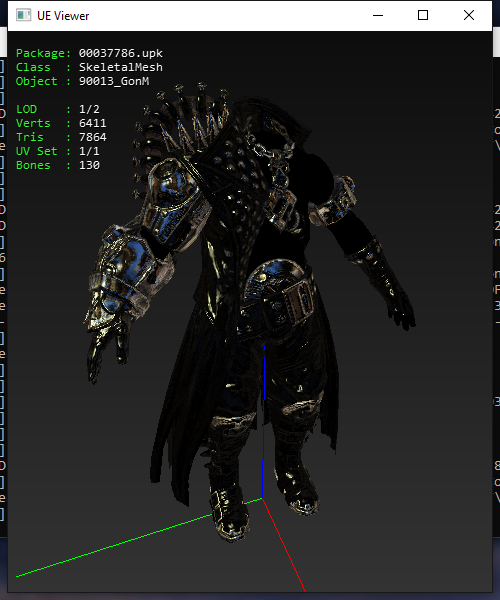 UE Viewer
Package: 00037786.upk
Class  : SkeletalMesh
Object : 90013_GonM
LOD    : 1/2
Verts  : 6411
Tris   : 7864
UV Set : 1/1
Bones  : 130